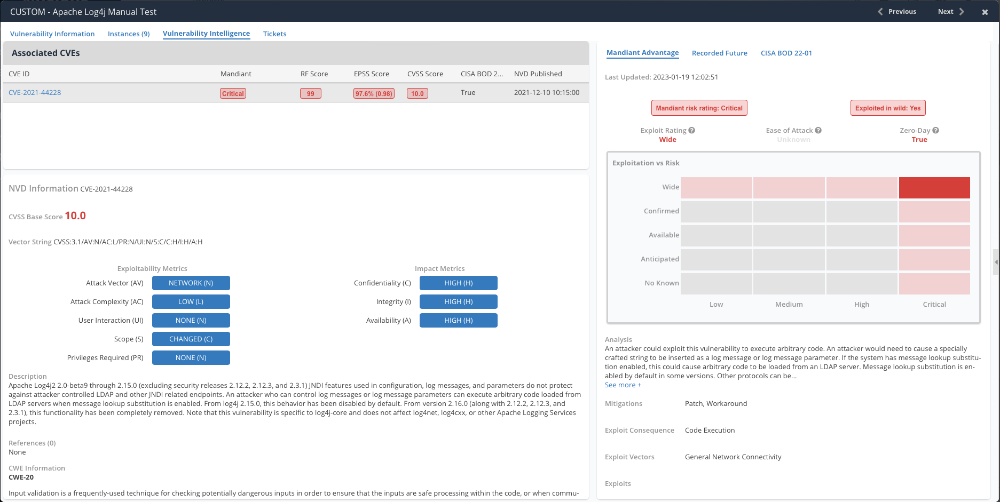 CUSTOM - Apache Log4j Manual Test
Previous
Next
Vulnerability Information
Instances (9)
Vulnerability Intelligence
Tickets
Associated CVEs
CVE ID
Mandiant
RF Score
EPSS Score
CVSS Score
CISA BOD 2...
NVD Published
CVE-2021-44228
Critical
99
97.6% (0.98)
10.0
True
2021-12-10 10:15:00
NVD Information CVE-2021-44228
CVSS Base Score 10.0
Vector String CVSS:3.1/AV:N/AC:L/PR:N/UI:N/S:C/C:H/I:H/A:H
Exploitability Metrics
Attack Vector (AV) NETWORK (N)
Attack Complexity (AC) LOW (L)
User Interaction (UI) NONE (N)
Scope (S) CHANGED (C)
Privileges Required (PR) NONE (N)
Impact Metrics
Confidentiality (C) HIGH (H)
Integrity (I) HIGH (H)
Availability (A) HIGH (H)
Description
Apache Log4j2 2.0-beta9 through 2.15.0 (excluding security releases 2.12.2, 2.12.3, and 2.3.1) JNDI features used in configuration, log messages, and parameters do not protect
against attacker controlled LDAP and other JNDI related endpoints. An attacker who can control log messages or log message parameters can execute arbitrary code loaded from
LDAP servers when message lookup substitution is enabled. From log4j 2.15.0, this behavior has been disabled by default. From version 2.16.0 (along with 2.12.2, 2.12.3, and
2.3.1), this functionality has been completely removed. Note that this vulnerability is specific to log4j-core and does not affect log4net, log4cxx, or other Apache Logging Services
projects.
References (0)
None
CWE Information
CWE-20
Input validation is a frequently-used technique for checking potentially dangerous inputs in order to ensure that the inputs are safe processing within the code, or when commu-
Mandiant Advantage
Recorded Future
CISA BOD 22-01
Last Updated: 2023-01-19 12:02:51
Mandiant risk rating: Critical
Exploited in wild: Yes
Exploit Rating
Wide
Ease of Attack
Unknown
Zero-Day
True
Exploitation vs Risk
Wide
Confirmed
Available
Anticipated
No Known
Low
Medium
High
Critical
Analysis
An attacker could exploit this vulnerability to execute arbitrary code. An attacker would need to cause a specially
crafted string to be inserted as a log message or log message parameter. If the system has message lookup substitu-
tion enabled, this could cause arbitrary code to be loaded from an LDAP server. Message lookup substitution is en-
abled by default in some versions. Other protocols can be...
See more +
Mitigations Patch, Workaround
Exploit Consequence Code Execution
Exploit Vectors General Network Connectivity
Exploits